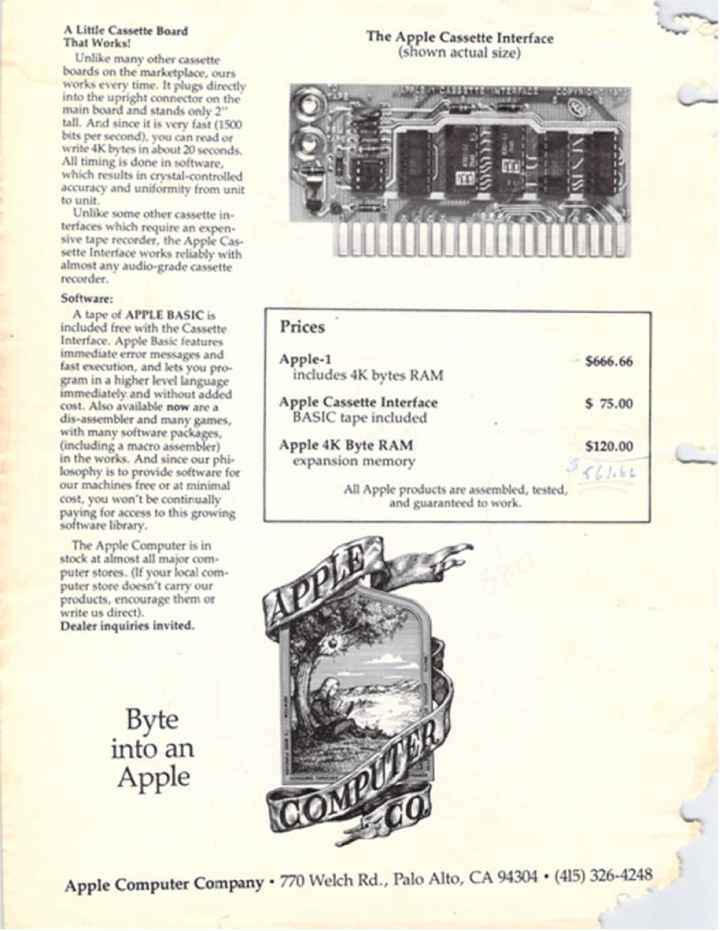 A Little Cassette Board
That Works!
Unlike many other cassette
boards on the marketplace, ours
works every time. It plugs directly
into the upright connector on the
main board and stands only 2"
tall. And since it is very fast (1500
bits per second), you can read or
write 4K bytes in about 20 seconds.
All timing is done in software,
which results in crystal-controlled
accuracy and uniformity from unit
to unit.
Unlike some other cassette in-
terfaces which require an expen-
sive tape recorder, the Apple Cas-
sette Interface works reliably with
almost any audio-grade cassette
recorder.
Software:
A tape of APPLE BASIC is
included free with the Cassette
Interface. Apple Basic features
immediate error messages and
fast execution, and lets you pro-
gram in a higher level language
immediately and without added
cost. Also available now are a
dis-assembler and many games,
with many software packages,
(including a macro assembler)
in the works. And since our phi-
losophy is to provide software for
our machines free or at minimal
cost, you won't be continually
paying for access to this growing
software library.
The Apple Computer is in
stock at almost all major com-
puter stores. (If your local com-
puter store doesn't carry our
products, encourage them or
write us direct).
Dealer inquiries invited.
Byte
into an
Apple
The Apple Cassette Interface
(shown actual size)
APPLE-1 CASSETTE INTERFACE COPYRIGHT
Prices
Apple-1 $666.66
includes 4K bytes RAM
Apple Cassette Interface $ 75.00
BASIC tape included
Apple 4K Byte RAM $120.00
expansion memory
$ 861.66
All Apple products are assembled, tested,
and guaranteed to work.
APPLE
COMPUTER
CO.
Apple Computer Company • 770 Welch Rd., Palo Alto, CA 94304 • (415) 326-4248